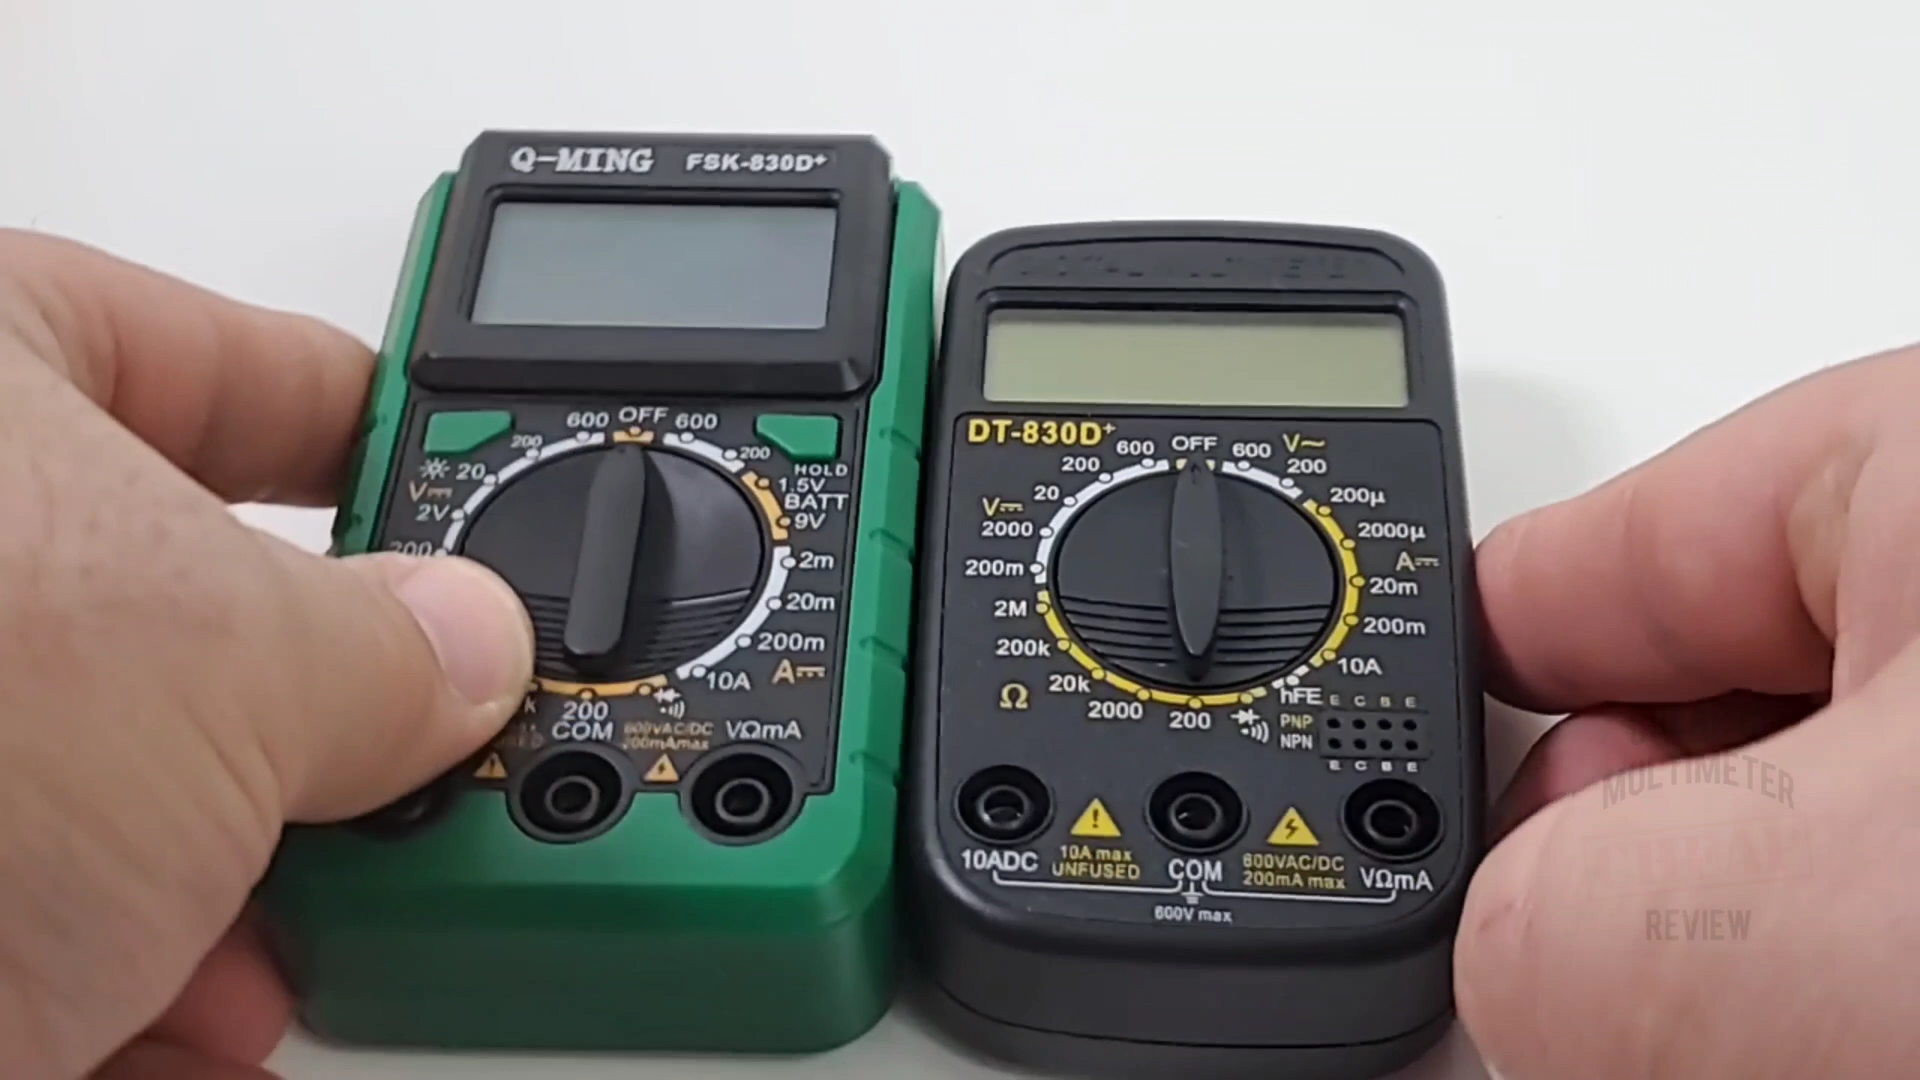 Q-MING FSK-830D+
600 OFF 600
200 200
20 HOLD
V 1.5V
BATT
2V 9V
200 2m
20m
200m
10A A
k 200
COM 600VAC/DC VΩmA
200mAmax
DT-830D+
600 OFF 600 V~
200 200
20 200µ
V
2000 2000µ
A
200m 20m
2M 200m
200k 10A
Ω 20k hFE E C B E
2000 200 PNP
NPN
E C B E
10ADC 10A max COM 600VAC/DC VΩmA
UNFUSED 200mA max
600V max
MULTIMETER
REVIEW